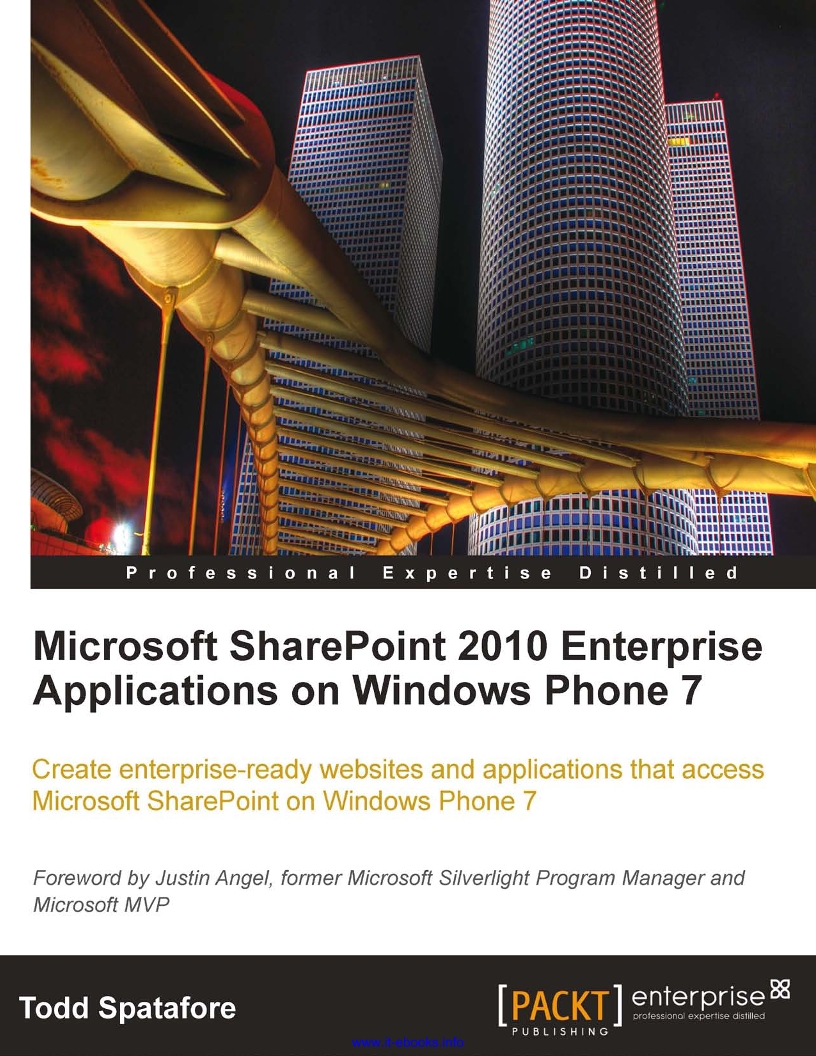 Professional Expertise Distilled
Microsoft SharePoint 2010 Enterprise
Applications on Windows Phone 7
Create enterprise-ready websites and applications that access
Microsoft SharePoint on Windows Phone 7
Foreword by Justin Angel, former Microsoft Silverlight Program Manager and
Microsoft MVP
Todd Spatafore
[PACKT]
PUBLISHING
enterprise
professional expertise distilled
www.it-ebooks.info